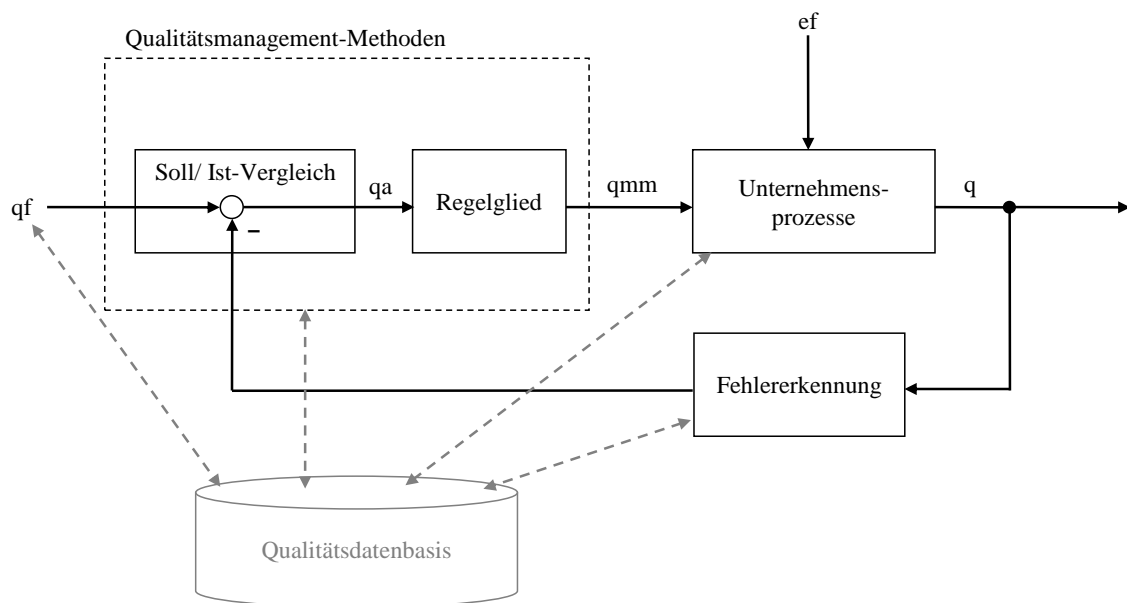 ef
Qualitätsmanagement-Methoden
Soll/ Ist-Vergleich
qf
–
qa
Regelglied
qmm
Unternehmens-
prozesse
q
Fehlererkennung
Qualitätsdatenbasis